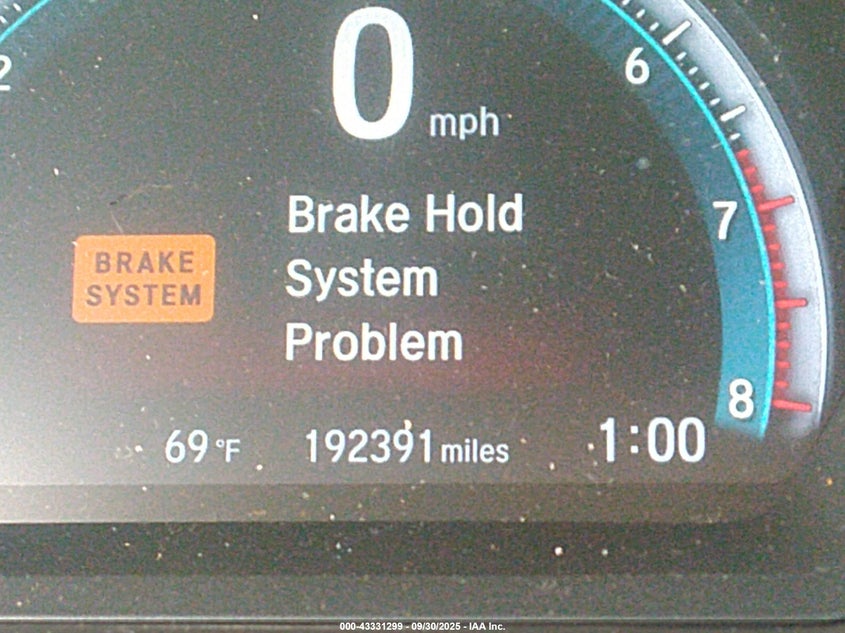 2
0 mph
6
Brake Hold
7
BRAKE
SYSTEM
System
Problem
8
69 °F 192391 miles 1:00
000-43331299 - 09/30/2025 - IAA Inc.